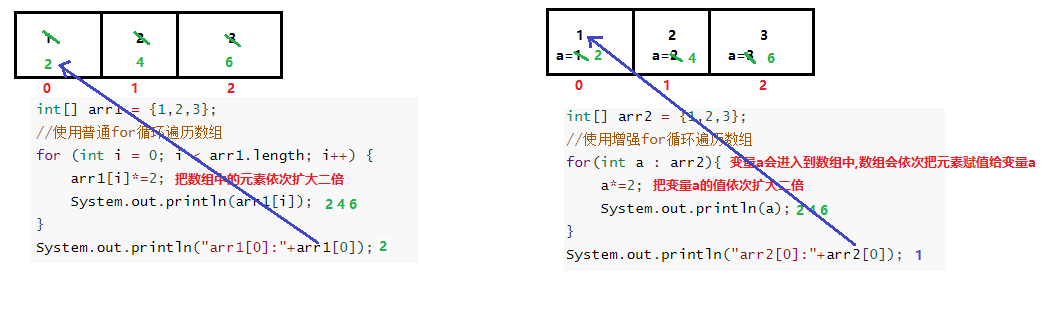 1 2 3
2 4 6
0 1 2
int[] arr1 = {1,2,3};
//使用普通for循环遍历数组
for (int i = 0; i < arr1.length; i++) {
arr1[i]*=2; 把数组中的元素依次扩大二倍
System.out.println(arr1[i]); 2 4 6
}
System.out.println("arr1[0]:"+arr1[0]); 2
1 2 3
a=1 2 a=2 4 a=3 6
0 1 2
int[] arr2 = {1,2,3};
//使用增强for循环遍历数组
for(int a : arr2){ 变量a会进入到数组中,数组会依次把元素赋值给变量a
a*=2; 把变量a的值依次扩大二倍
System.out.println(a); 2 4 6
}
System.out.println("arr2[0]:"+arr2[0]); 1